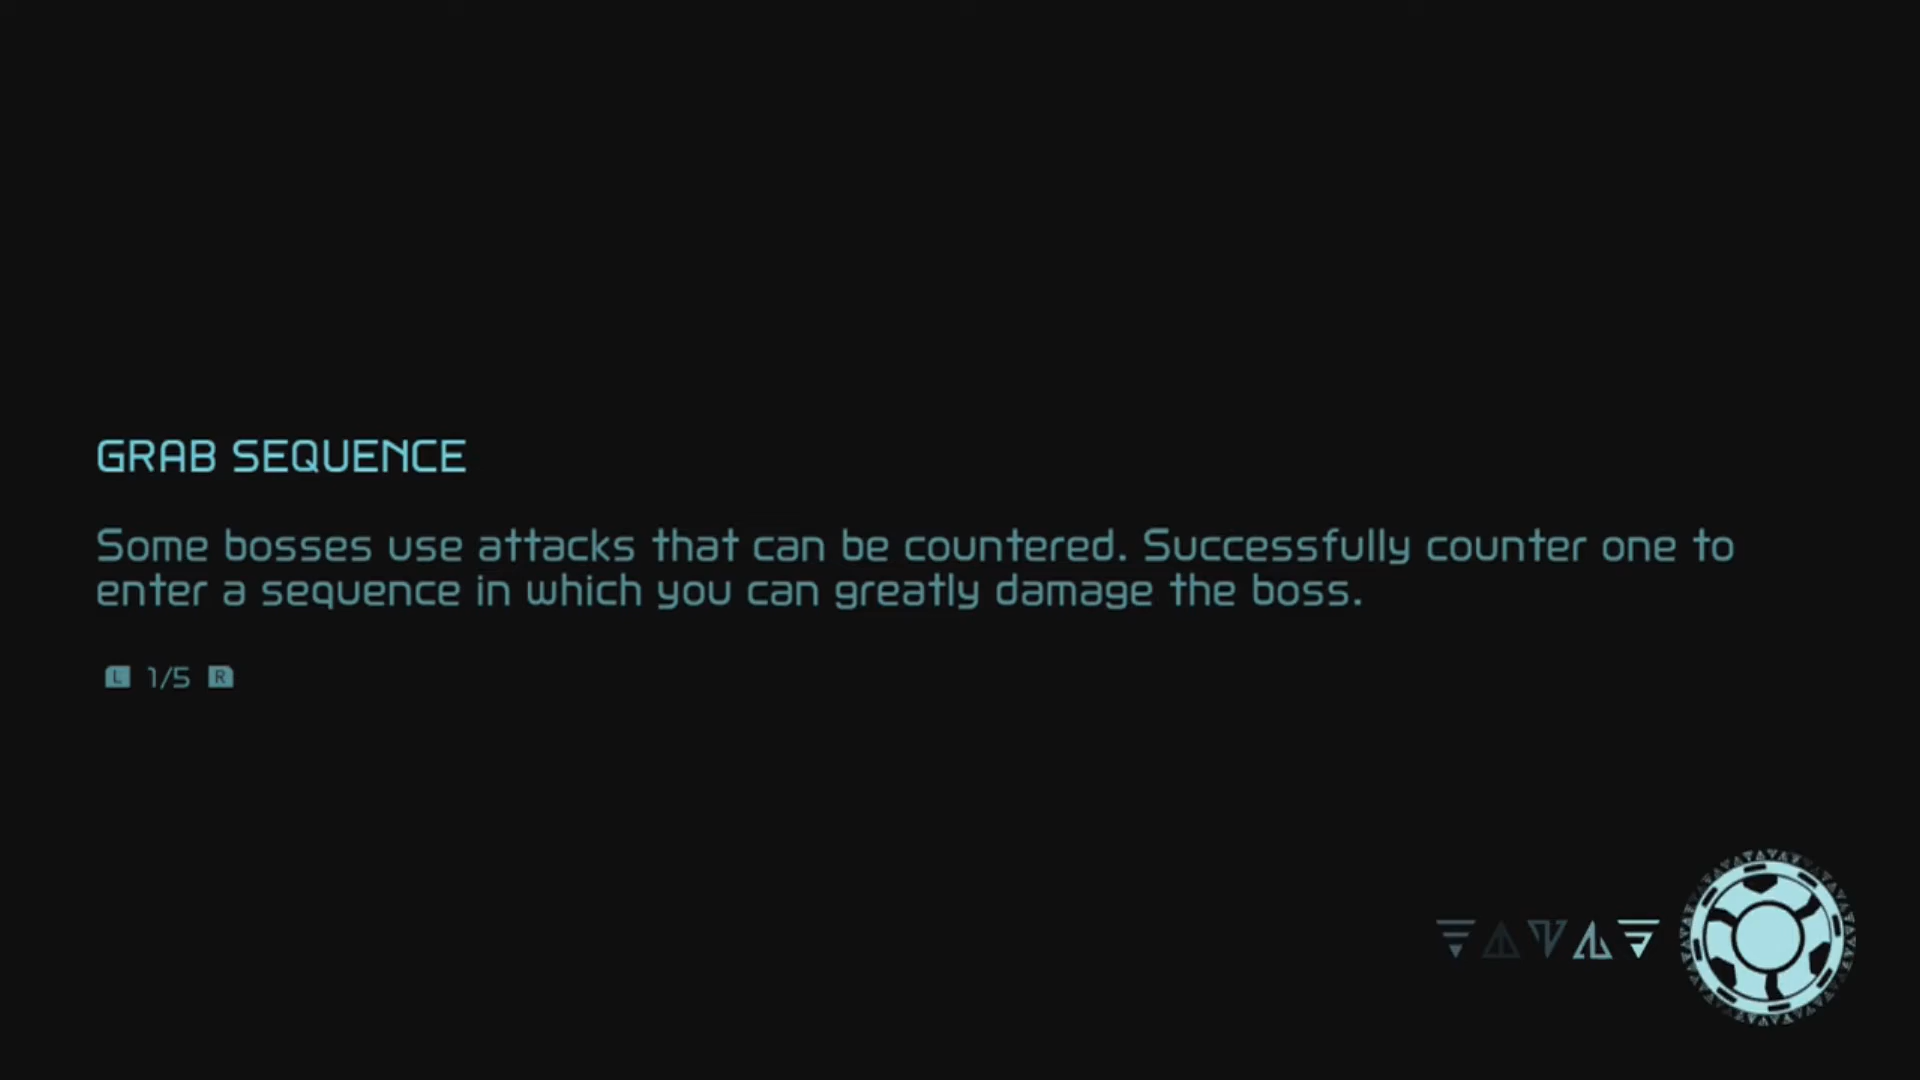 GRAB SEQUENCE
Some bosses use attacks that can be countered. Successfully counter one to
enter a sequence in which you can greatly damage the boss.
L 1/5 R